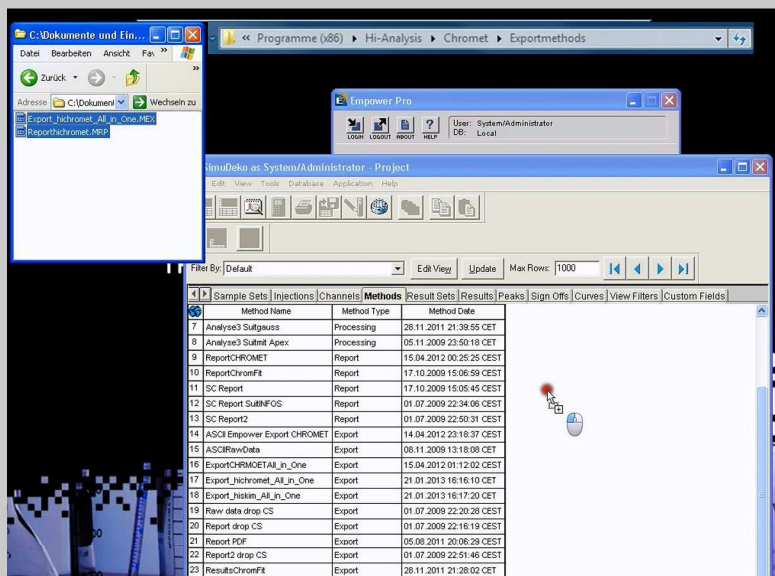 C:\Dokumente und Ein...
Datei Bearbeiten Ansicht Fav »
Zurück »
Adresse C:\Dokument Wechseln zu
Export_hichromet_All_in_One.MEX
Reporthichromet.MRP
« Programme (x86) Hi-Analysis Chromet Exportmethods
Empower Pro
LOGIN LOGOUT ABOUT HELP
User: System/Administrator
DB: Local
SimuDeko as System/Administrator - Project
Edit View Tools Database Application Help
Filter By: Default Edit View Update Max Rows: 1000
Sample Sets Injections Channels Methods Result Sets Results Peaks Sign Offs Curves View Filters Custom Fields
Method Name Method Type Method Date
7 Analyse3 Suitgauss Processing 28.11.2011 21:39:55 CET
8 Analyse3 Suitmit Apex Processing 05.11.2009 23:50:18 CET
9 ReportCHROMET Report 15.04.2012 00:25:25 CEST
10 ReportChromFit Report 17.10.2009 15:06:59 CEST
11 SC Report Report 17.10.2009 15:05:45 CEST
12 SC Report SuitINFOS Report 01.07.2009 22:34:06 CEST
13 SC Report2 Report 01.07.2009 22:50:31 CEST
14 ASCII Empower Export CHROMET Export 14.04.2012 23:18:37 CEST
15 ASCIIRawData Export 08.11.2009 13:18:08 CET
16 ExportCHRMOETAll_in_One Export 15.04.2012 01:12:02 CEST
17 Export_hichromet_All_in_One Export 21.01.2013 16:16:10 CET
18 Export_hiskim_All_in_One Export 21.01.2013 16:17:20 CET
19 Raw data drop CS Export 01.07.2009 22:20:28 CEST
20 Report drop CS Export 01.07.2009 22:16:19 CEST
21 Report PDF Export 05.08.2011 20:06:29 CEST
22 Report2 drop CS Export 01.07.2009 22:51:46 CEST
23 ResultsChromFit Export 28.11.2011 21:28:02 CET